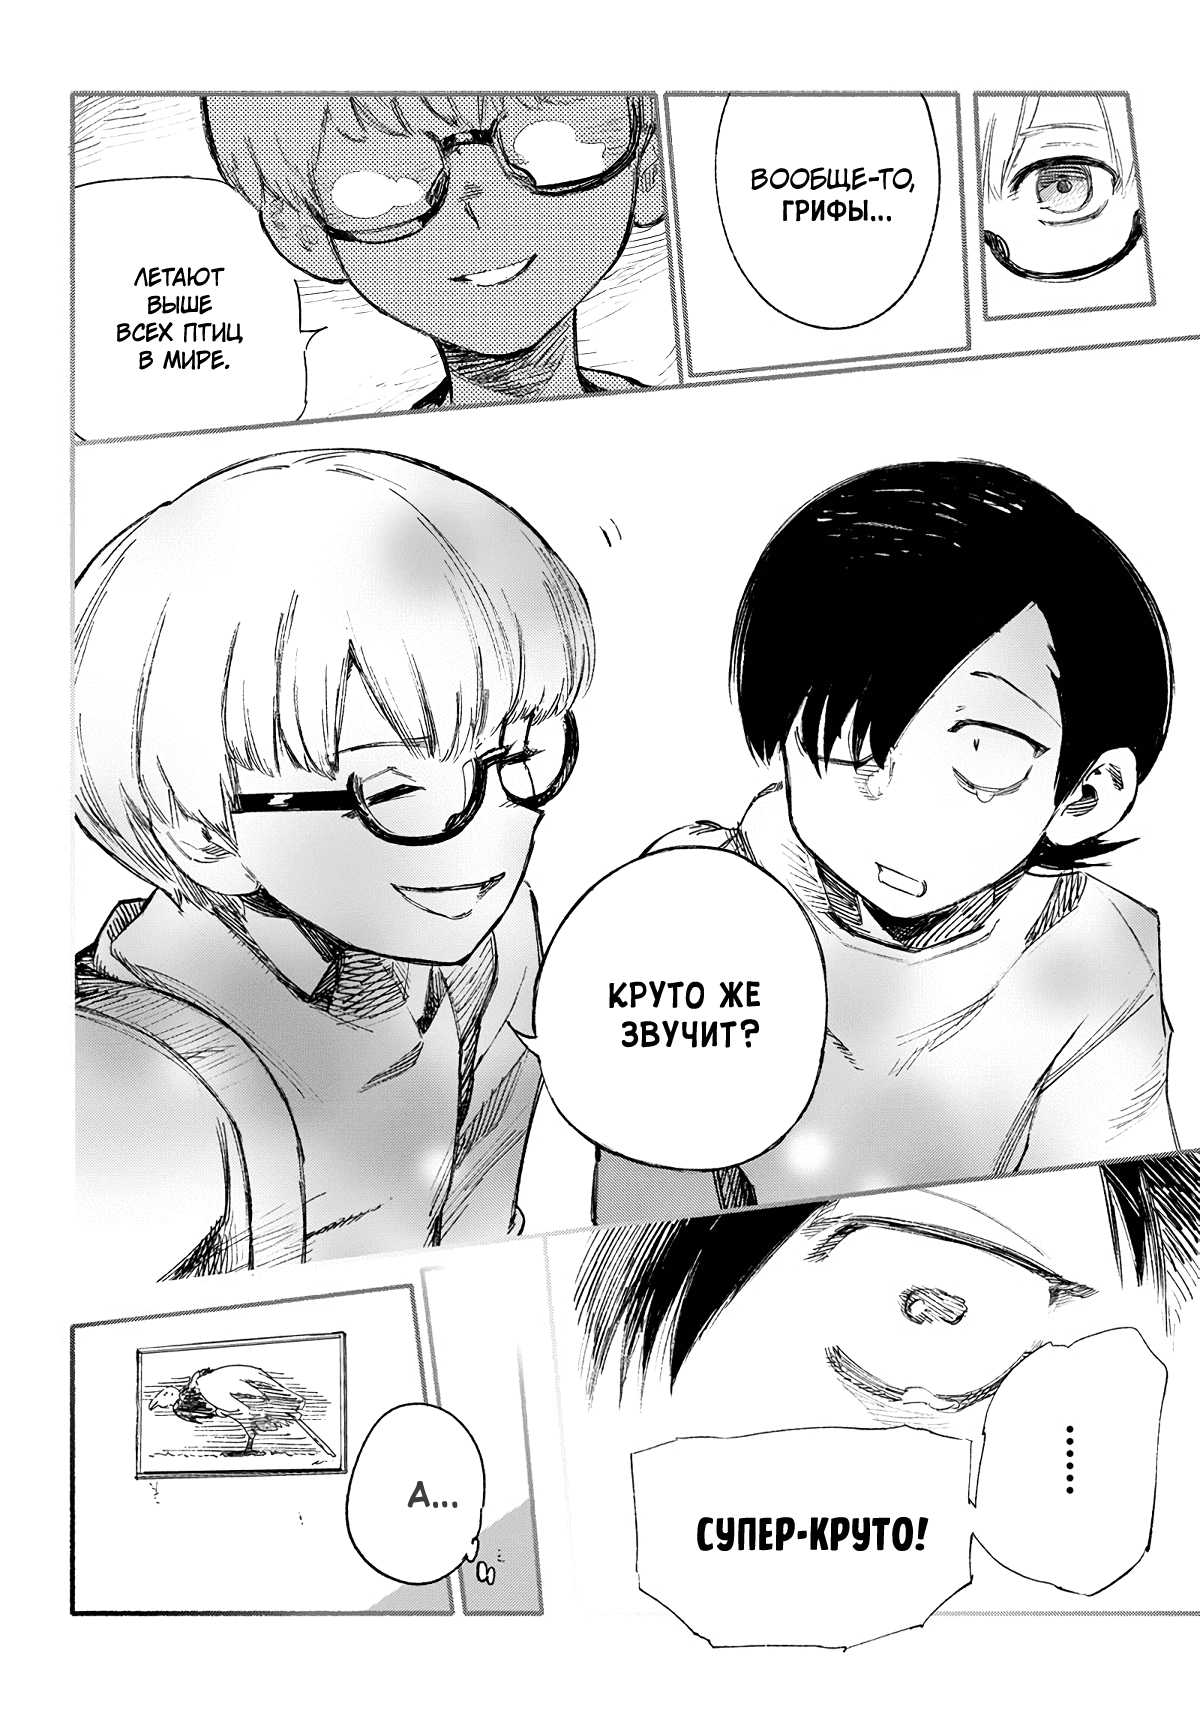 ВООБЩЕ-ТО,
ГРИФЫ...
ЛЕТАЮТ
ВЫШЕ
ВСЕХ ПТИЦ
В МИРЕ.
КРУТО ЖЕ
ЗВУЧИТ?
......
СУПЕР-КРУТО!
А...